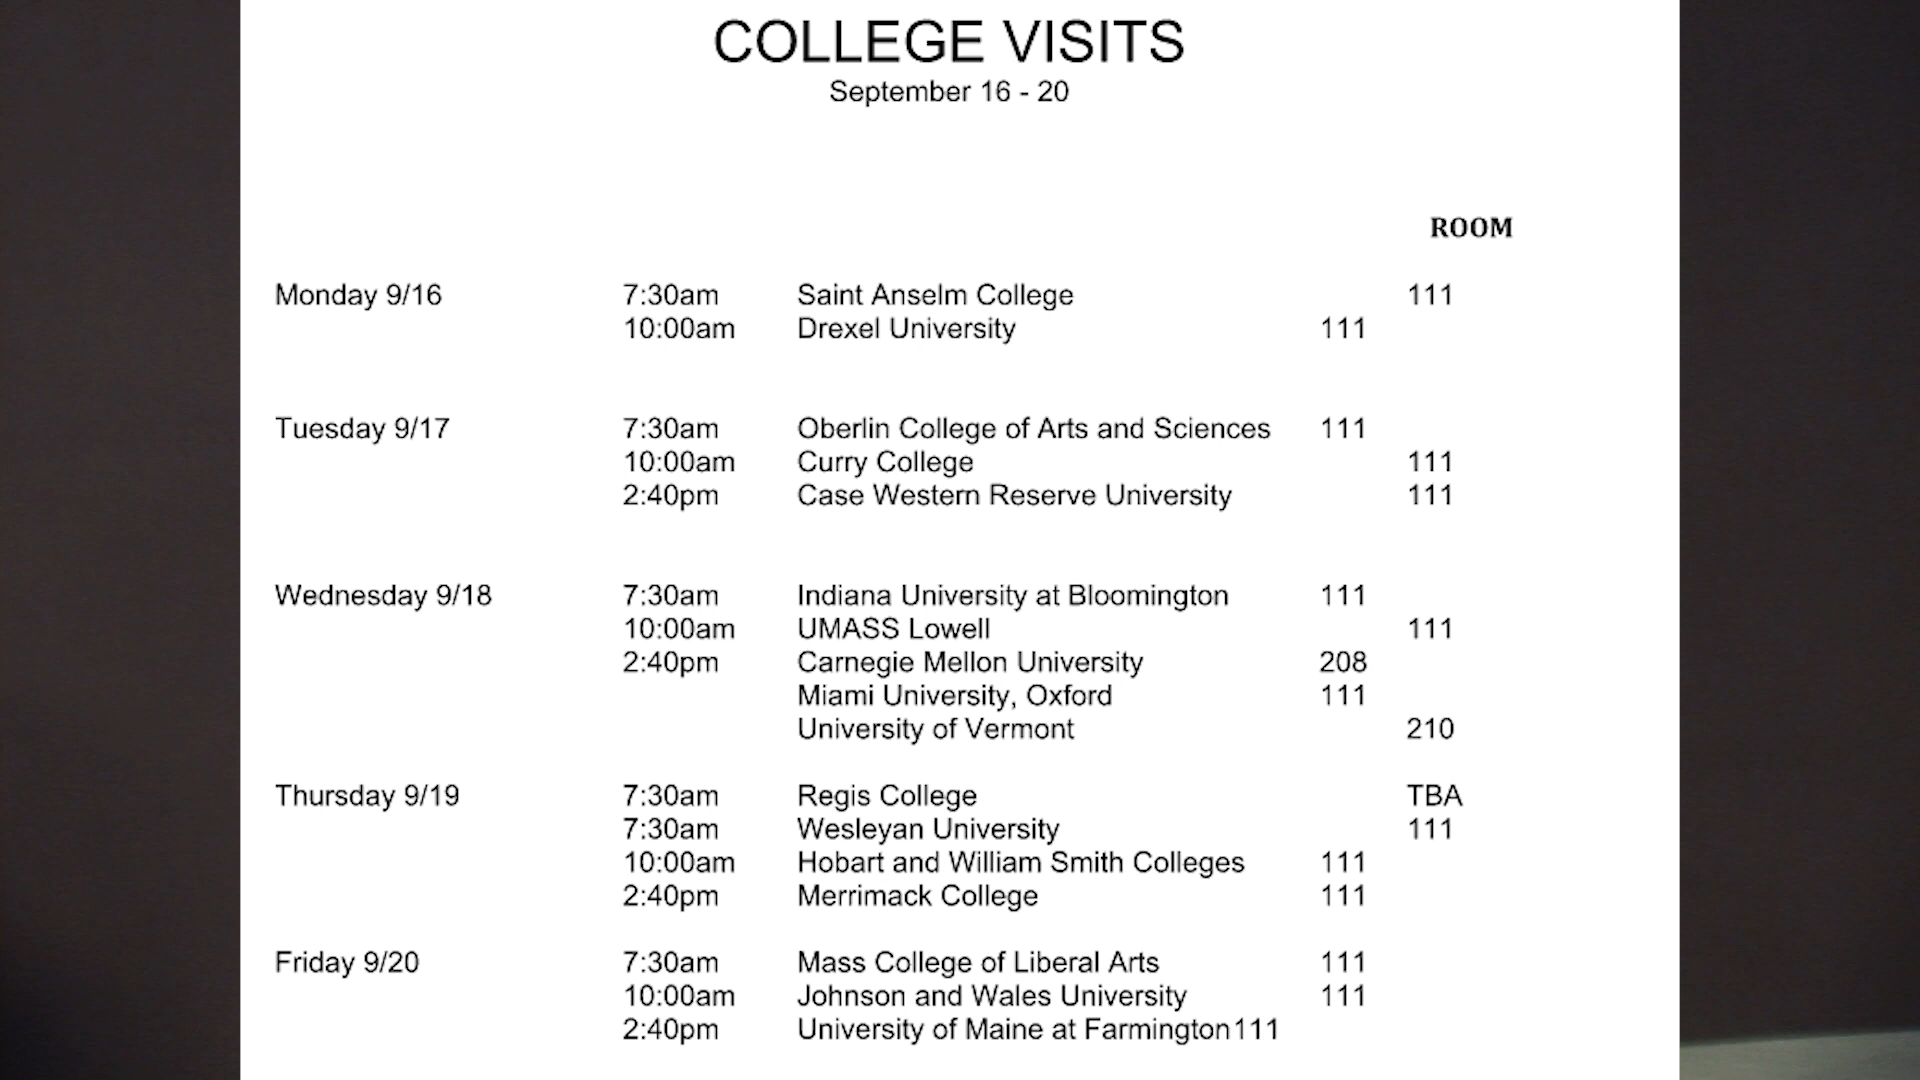 COLLEGE VISITS
September 16 - 20
ROOM
Monday 9/16 7:30am Saint Anselm College 111
10:00am Drexel University 111
Tuesday 9/17 7:30am Oberlin College of Arts and Sciences 111
10:00am Curry College 111
2:40pm Case Western Reserve University 111
Wednesday 9/18 7:30am Indiana University at Bloomington 111
10:00am UMASS Lowell 111
2:40pm Carnegie Mellon University 208
Miami University, Oxford 111
University of Vermont 210
Thursday 9/19 7:30am Regis College TBA
7:30am Wesleyan University 111
10:00am Hobart and William Smith Colleges 111
2:40pm Merrimack College 111
Friday 9/20 7:30am Mass College of Liberal Arts 111
10:00am Johnson and Wales University 111
2:40pm University of Maine at Farmington111